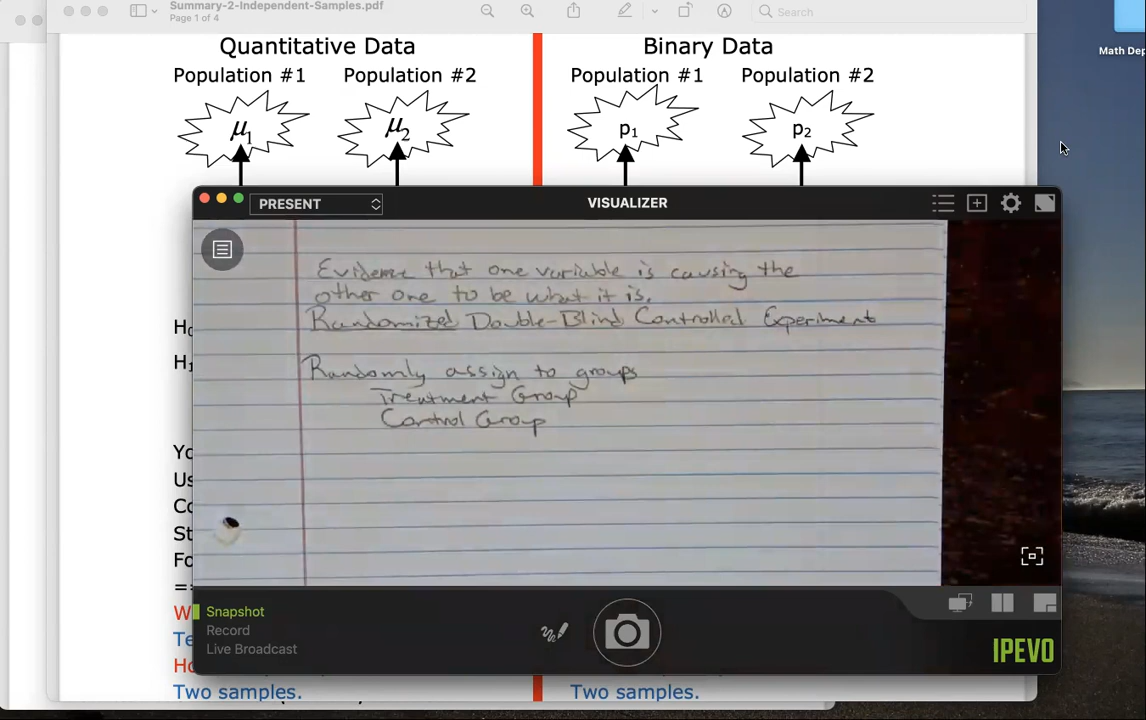 Summary-2-Independent-Samples.pdf
Page 1 of 4
Search
Math Dep
Quantitative Data
Binary Data
Population #1
Population #2
Population #1
Population #2
μ1
μ2
p1
p2
PRESENT
VISUALIZER
Evidence that one variable is causing the
other one to be what it is.
Randomized Double-Blind Controlled Experiment
Randomly assign to groups
Treatment Group
Control Group
H₁
Snapshot
Record
Live Broadcast
IPEVO
Two samples.
Two samples.